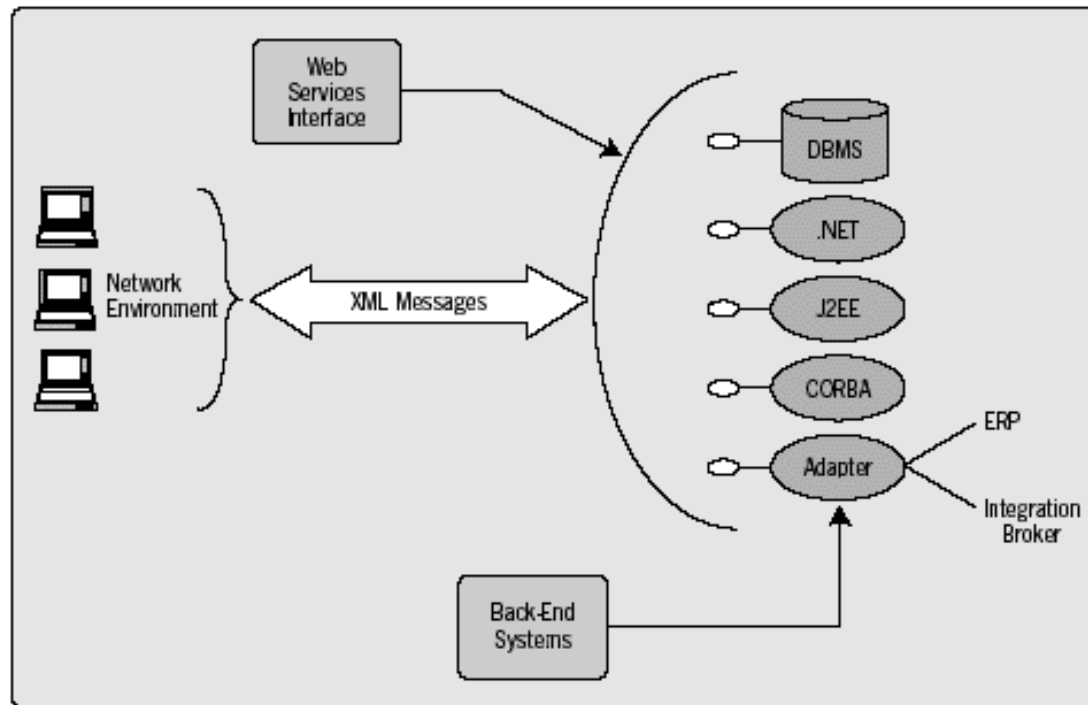 Web
Services
Interface
DBMS
.NET
Network
Environment
XML Messages
J2EE
CORBA
ERP
Adapter
Integration
Broker
Back-End
Systems